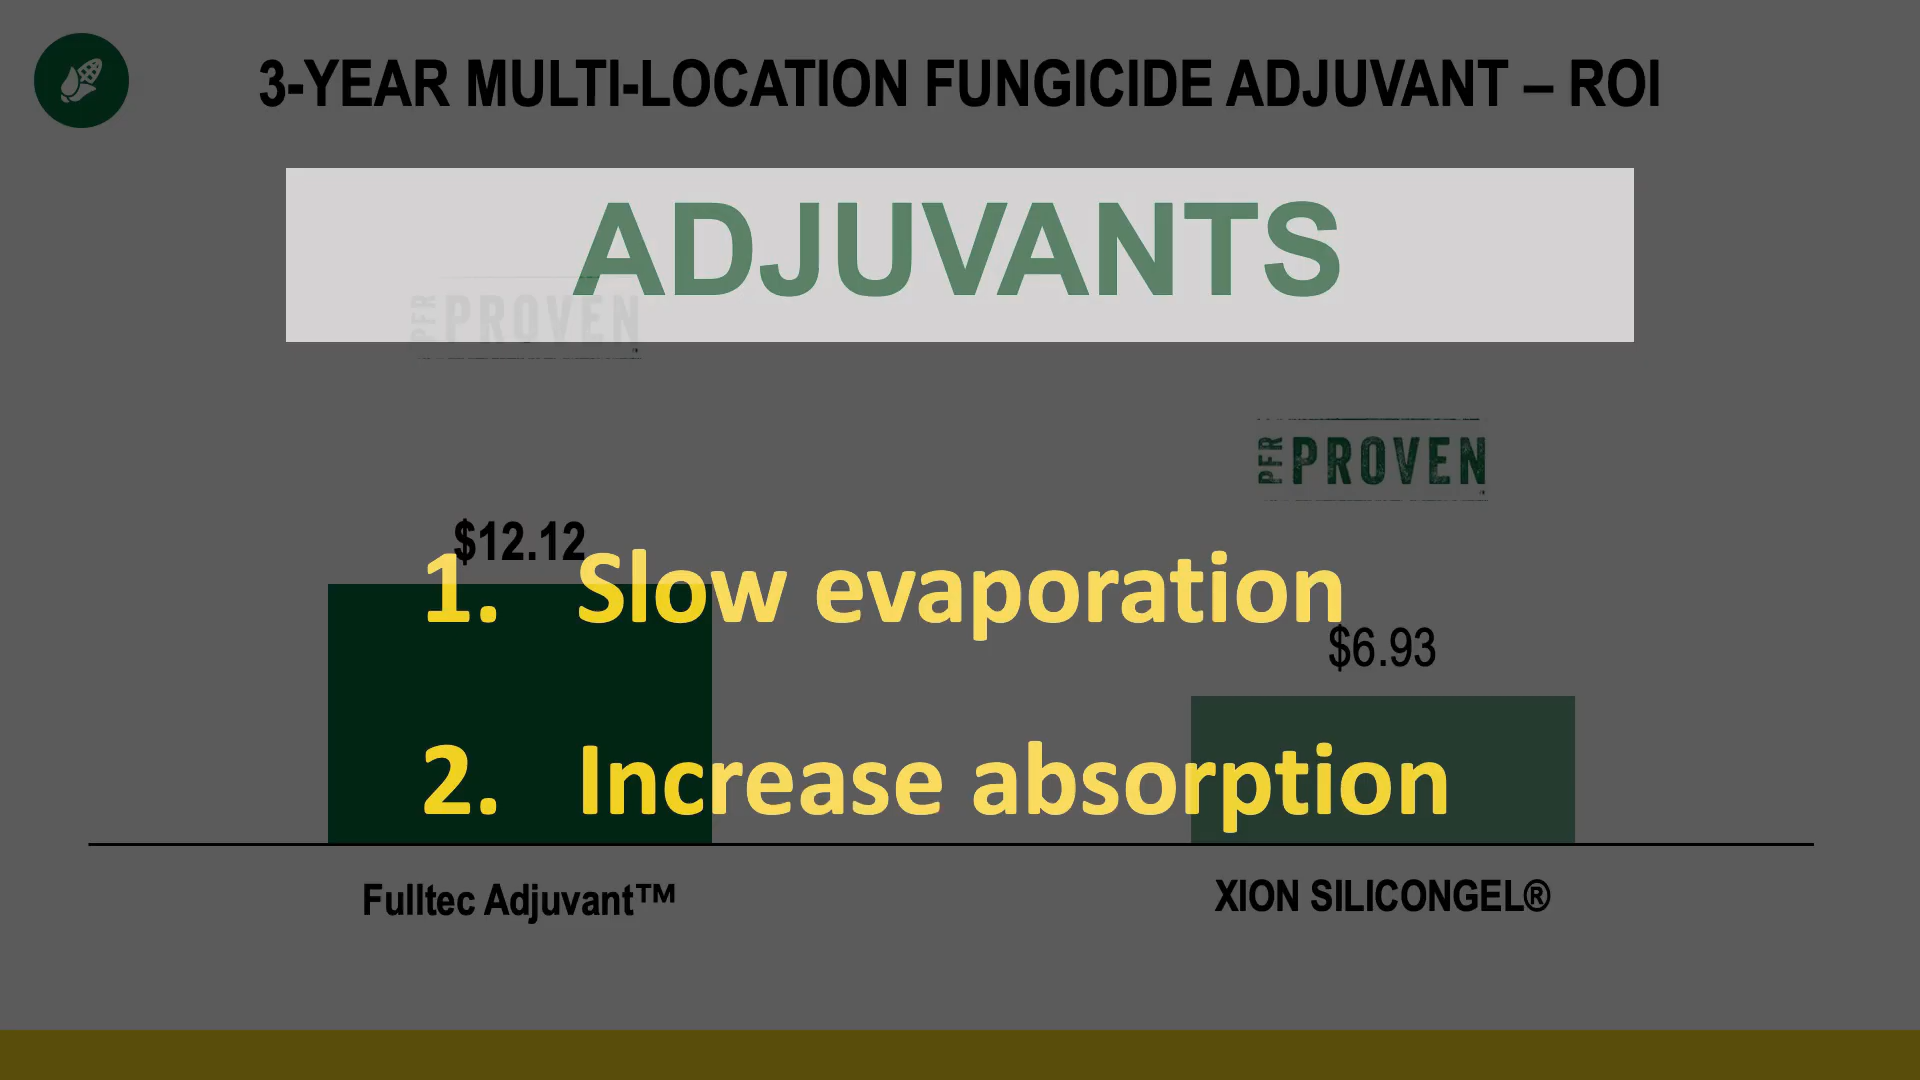 3-YEAR MULTI-LOCATION FUNGICIDE ADJUVANT – ROI
ADJUVANTS
PFR PROVEN
PFR PROVEN
$12.12
1. Slow evaporation
$6.93
2. Increase absorption
Fulltec Adjuvant™
XION SILICONGEL®